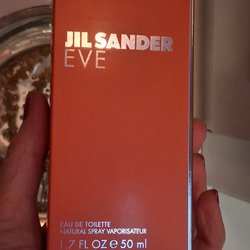 JIL SANDER
EVE
EAU DE TOILETTE
NATURAL SPRAY VAPORISATEUR
1.7 FL OZ e 50 ml